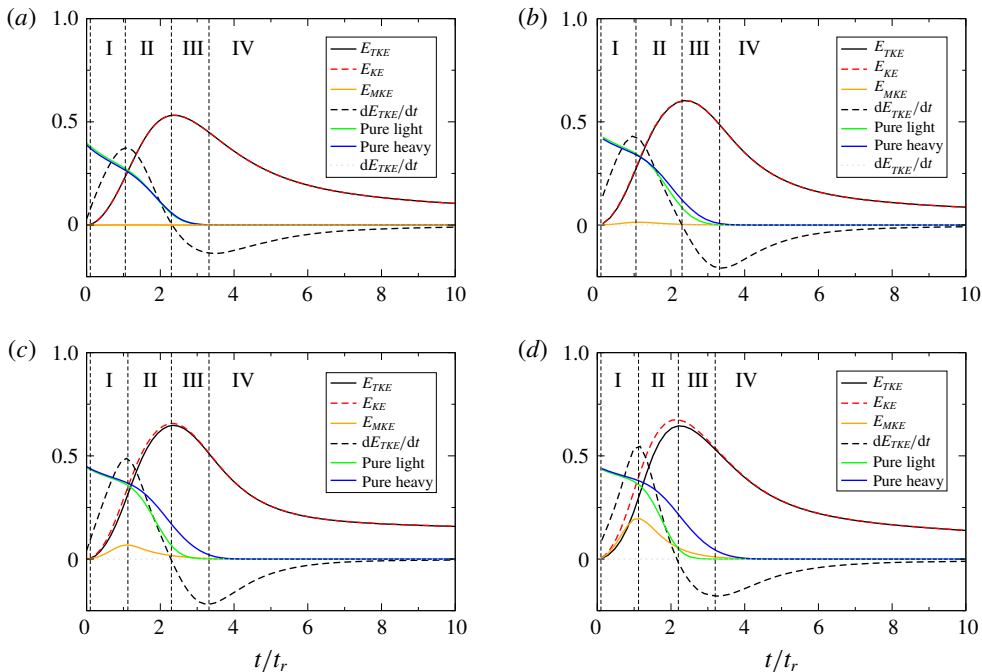 (a)
1.0
0.5
0
I
II
III
IV
E_TKE
E_KE
E_MKE
dE_TKE/dt
Pure light
Pure heavy
dE_TKE/dt
0
2
4
6
8
10
(b)
1.0
0.5
0
I
II
III
IV
E_TKE
E_KE
E_MKE
dE_TKE/dt
Pure light
Pure heavy
dE_TKE/dt
0
2
4
6
8
10
(c)
1.0
0.5
0
I
II
III
IV
E_TKE
E_KE
E_MKE
dE_TKE/dt
Pure light
Pure heavy
0
2
4
6
8
10
t/t_r
(d)
1.0
0.5
0
I
II
III
IV
E_TKE
E_KE
E_MKE
dE_TKE/dt
Pure light
Pure heavy
0
2
4
6
8
10
t/t_r